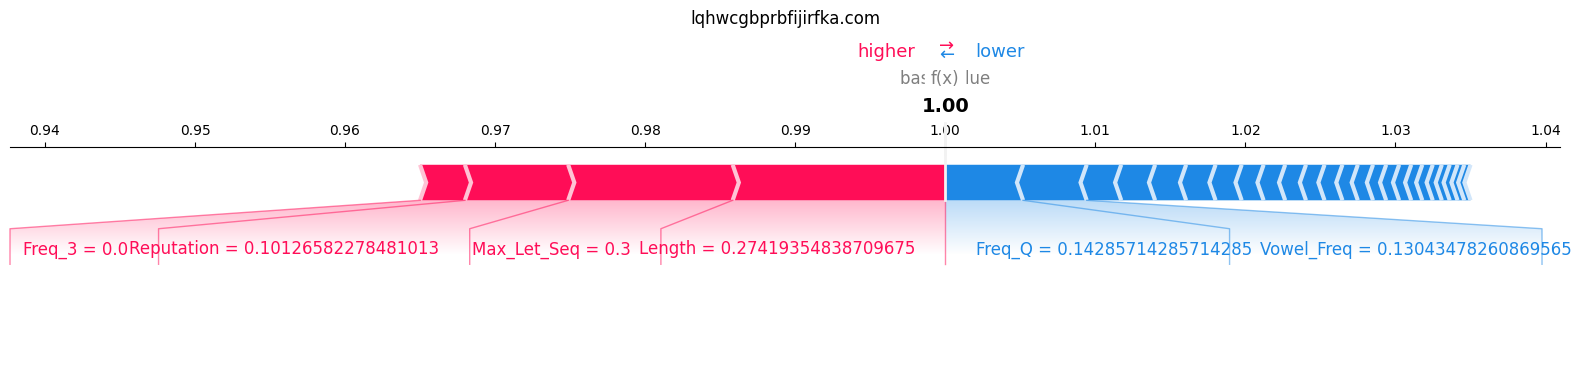 lqhwcgbprbfijirfka.com
higher → ← lower
bas f(x) lue
1.00
0.94 0.95 0.96 0.97 0.98 0.99 1.00 1.01 1.02 1.03 1.04
Freq_3 = 0.0 Reputation = 0.10126582278481013 Max_Let_Seq = 0.3 Length = 0.27419354838709675 Freq_Q = 0.14285714285714285 Vowel_Freq = 0.13043478260869565